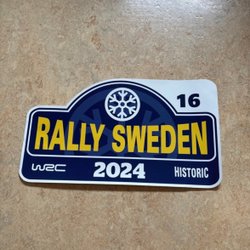 16
RALLY SWEDEN
WRC 2024 HISTORIC